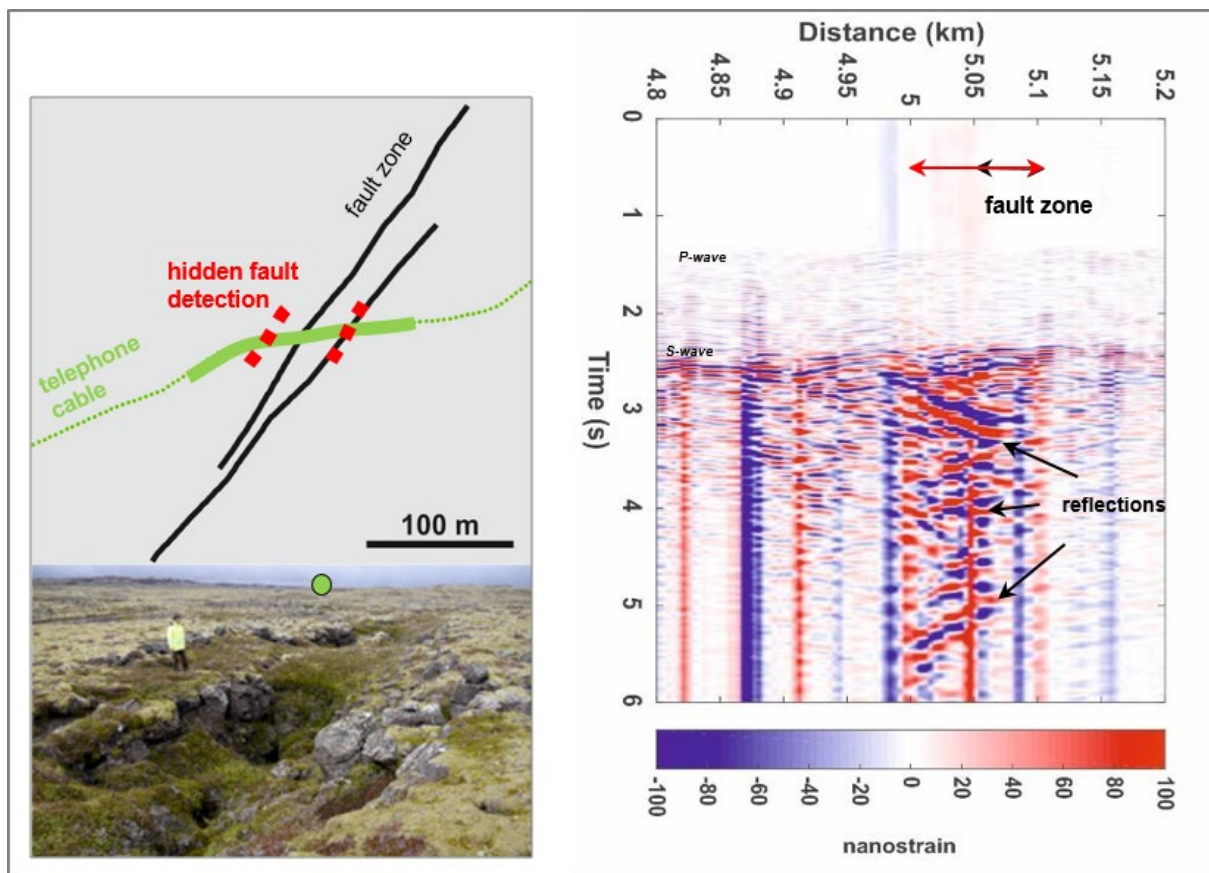 fault zone
hidden fault
detection
telephone
cable
100 m
Distance (km)
4.8
4.85
4.9
4.95
5
5.05
5.1
5.15
5.2
0
1
2
3
4
5
6
Time (s)
fault zone
P-wave
S-wave
reflections
-100
-80
-60
-40
-20
0
20
40
60
80
100
nanostrain